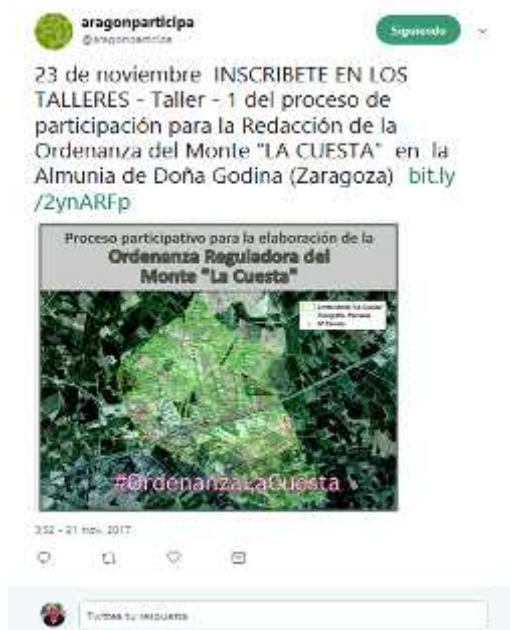 aragonparticipa
@aragonparticipa
Siguiendo
23 de noviembre INSCRIBETE EN LOS
TALLERES - Taller - 1 del proceso de
participación para la Redacción de la
Ordenanza del Monte "LA CUESTA" en la
Almunia de Doña Godina (Zaragoza) bit.ly
/2ynARFp
Proceso participativo para la elaboración de la
Ordenanza Reguladora del
Monte "La Cuesta"
#OrdenanzaLaCuesta
3:52 - 21 nov. 2017
Twittea tu respuesta